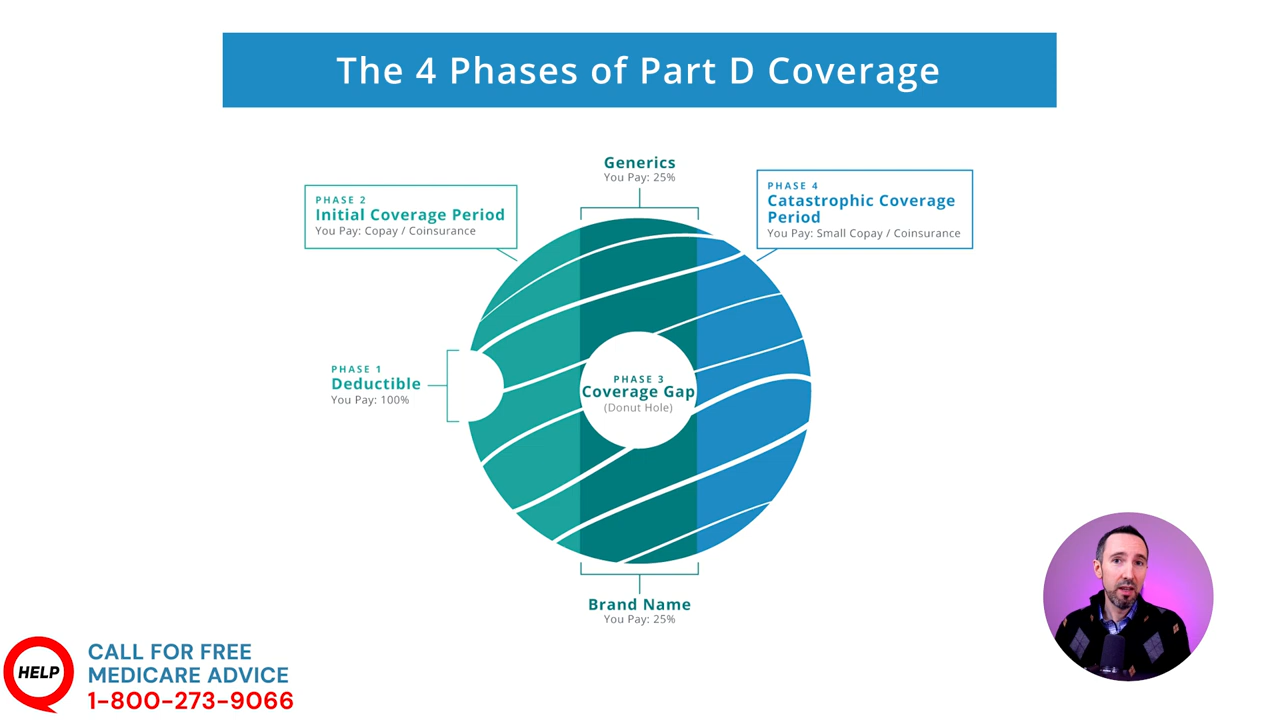 The 4 Phases of Part D Coverage
Generics
You Pay: 25%
PHASE 2
Initial Coverage Period
You Pay: Copay / Coinsurance
PHASE 4
Catastrophic Coverage
Period
You Pay: Small Copay / Coinsurance
PHASE 1
Deductible
You Pay: 100%
PHASE 3
Coverage Gap
(Donut Hole)
Brand Name
You Pay: 25%
HELP
CALL FOR FREE
MEDICARE ADVICE
1-800-273-9066